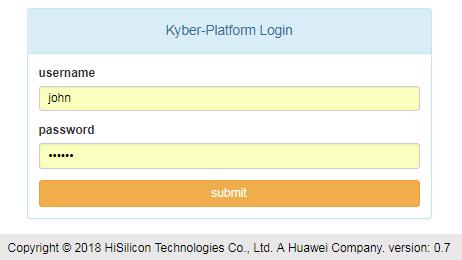 Kyber-Platform Login
username
john
password
••••••
submit
Copyright © 2018 HiSilicon Technologies Co., Ltd. A Huawei Company. version: 0.7